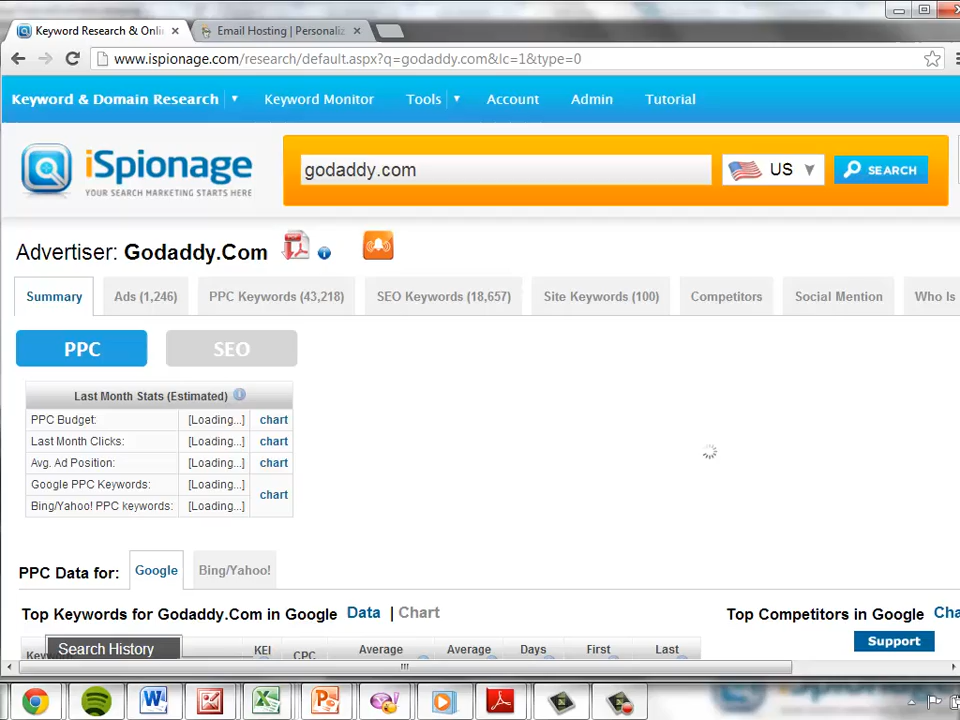 Keyword Research & Onli
Email Hosting | Personaliz
www.ispionage.com/research/default.aspx?q=godaddy.com&lc=1&type=0
Keyword & Domain Research
Keyword Monitor
Tools
Account
Admin
Tutorial
iSpionage
YOUR SEARCH MARKETING STARTS HERE
godaddy.com
US
SEARCH
Advertiser: Godaddy.Com
Summary
Ads (1,246)
PPC Keywords (43,218)
SEO Keywords (18,657)
Site Keywords (100)
Competitors
Social Mention
Who Is
PPC
SEO
Last Month Stats (Estimated)
PPC Budget: [Loading...] chart
Last Month Clicks: [Loading...] chart
Avg. Ad Position: [Loading...] chart
Google PPC Keywords: [Loading...] chart
Bing/Yahoo! PPC keywords: [Loading...]
PPC Data for: Google Bing/Yahoo!
Top Keywords for Godaddy.Com in Google Data | Chart
Top Competitors in Google Cha
Support
Search History
KEI
CPC
Average
Average
Days
First
Last
iSpionage